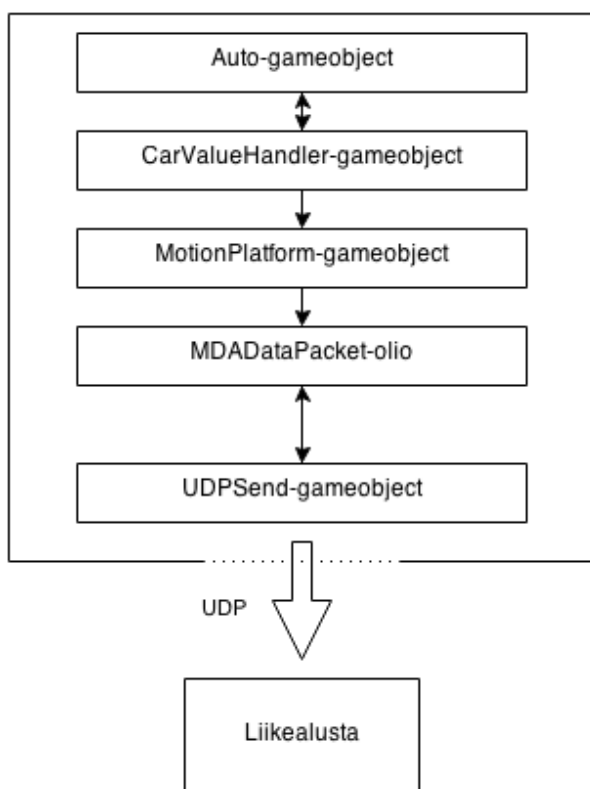 Auto-gameobject
CarValueHandler-gameobject
MotionPlatform-gameobject
MDADataPacket-olio
UDPSend-gameobject
UDP
Liikealusta